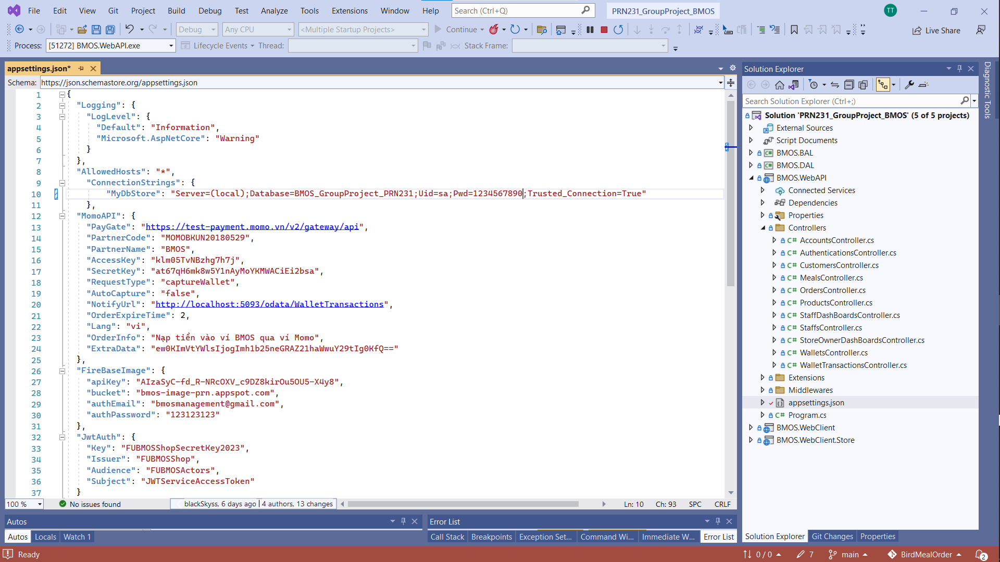 File Edit View Git Project Build Debug Test Analyze Tools Extensions Window Help Search (Ctrl+Q) PRN231_GroupProject_BMOS TT
Debug Any CPU <Multiple Startup Projects> Continue Live Share
Process: [51272] BMOS.WebAPI.exe Lifecycle Events Thread: Stack Frame:
appsettings.json*
Schema: https://json.schemastore.org/appsettings.json
1 {
2 "Logging": {
3 "LogLevel": {
4 "Default": "Information",
5 "Microsoft.AspNetCore": "Warning"
6 }
7 },
8 "AllowedHosts": "*",
9 "ConnectionStrings": {
10 "MyDbStore": "Server=(local);Database=BMOS_GroupProject_PRN231;Uid=sa;Pwd=1234567890;Trusted_Connection=True"
11 },
12 "MomoAPI": {
13 "PayGate": "https://test-payment.momo.vn/v2/gateway/api",
14 "PartnerCode": "MOMOBKUN20180529",
15 "PartnerName": "BMOS",
16 "AccessKey": "klm05TvNBzhg7h7j",
17 "SecretKey": "at67qH6mk8w5Y1nAyMoYKMWACiEi2bsa",
18 "RequestType": "captureWallet",
19 "AutoCapture": "false",
20 "NotifyUrl": "http://localhost:5093/odata/WalletTransactions",
21 "OrderExpireTime": 2,
22 "Lang": "vi",
23 "OrderInfo": "Nạp tiền vào ví BMOS qua ví Momo",
24 "ExtraData": "ew0KImVtYWlsIjogImh1b25neGRAZ21haWwuY29tIg0KfQ=="
25 },
26 "FireBaseImage": {
27 "apiKey": "AIzaSyC-fd_R-NRcOXV_c9DZ8kirOu5OU5-X4y8",
28 "bucket": "bmos-image-prn.appspot.com",
29 "authEmail": "bmosmanagement@gmail.com",
30 "authPassword": "123123123"
31 },
32 "JwtAuth": {
33 "Key": "FUBMOSShopSecretKey2023",
34 "Issuer": "FUBMOSShop",
35 "Audience": "FUBMOSActors",
36 "Subject": "JWTServiceAccessToken"
37 }
100 % No issues found blackSkyss, 6 days ago | 4 authors, 13 changes Ln: 10 Ch: 93 SPC CRLF
Autos
Autos Locals Watch 1
Error List
Call Stack Breakpoints Exception Set... Command Wi... Immediate W... Error List
Solution Explorer
Search Solution Explorer (Ctrl+;)
Solution 'PRN231_GroupProject_BMOS' (5 of 5 projects)
External Sources
Script Documents
BMOS.BAL
BMOS.DAL
BMOS.WebAPI
Connected Services
Dependencies
Properties
Controllers
C# AccountsController.cs
C# AuthenticationsController.cs
C# CustomersController.cs
C# MealsController.cs
C# OrdersController.cs
C# ProductsController.cs
C# StaffDashBoardsController.cs
C# StaffsController.cs
C# StoreOwnerDashBoardsController.cs
C# WalletsController.cs
C# WalletTransactionsController.cs
Extensions
Middlewares
appsettings.json
C# Program.cs
BMOS.WebClient
BMOS.WebClient.Store
Solution Explorer Git Changes Properties
Diagnostic Tools
Ready 0 / 0 7 main BirdMealOrder 2